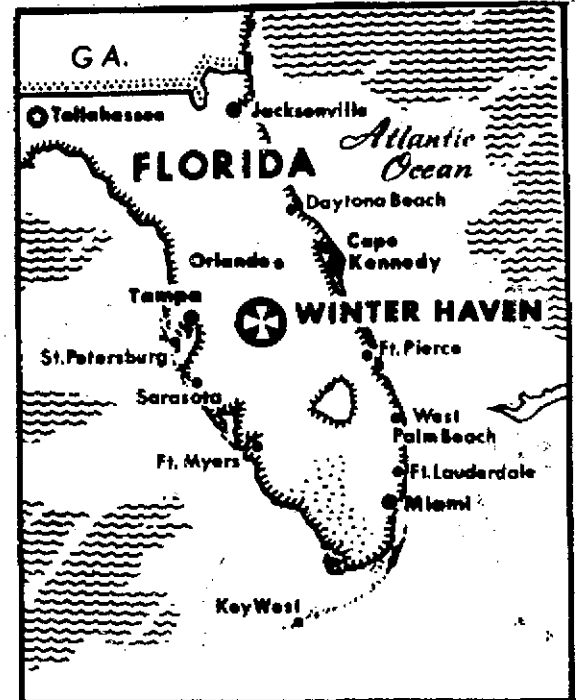 GA.
Tallahassee
Jacksonville
FLORIDA
Atlantic
Ocean
Daytona Beach
Cape
Kennedy
Orlando
Tampa
WINTER HAVEN
St. Petersburg
Ft. Pierce
Sarasota
West
Palm Beach
Ft. Myers
Ft. Lauderdale
Miami
Key West